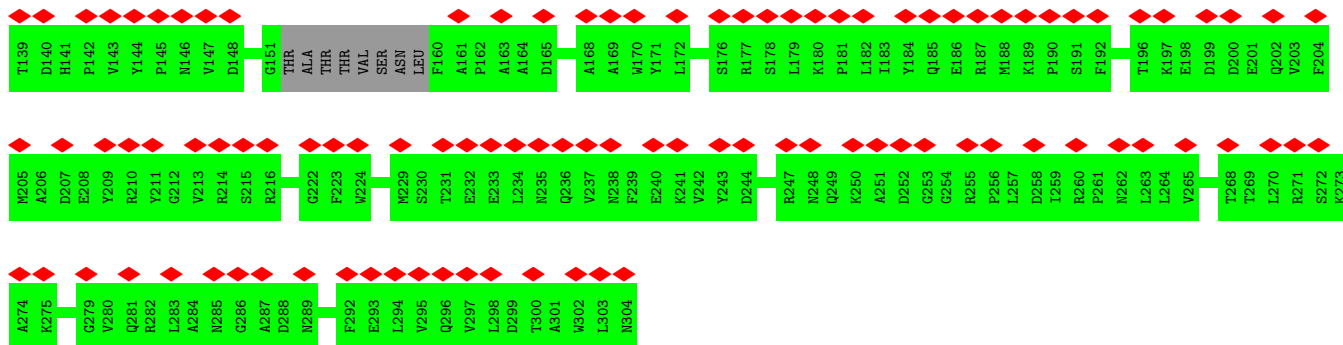 T139 D140 H141 P142 V143 Y144 P145 N146 V147 D148 G151 THR ALA THR THR VAL SER ASN LEU F160 A161 P162 A163 A164 D165 A168 A169 W170 Y171 L172 S176 R177 S178 L179 K180 P181 L182 I183 Y184 Q185 E186 R187 M188 K189 P190 S191 F192 T196 K197 E198 D199 D200 E201 Q202 V203 F204
M205 A206 D207 E208 Y209 R210 Y211 G212 V213 R214 S215 R216 G222 F223 W224 M229 S230 T231 E232 E233 L234 N235 Q236 V237 N238 F239 E240 K241 V242 Y243 D244 R247 N248 Q249 K250 A251 D252 G253 G254 R255 P256 L257 D258 I259 R260 P261 N262 L263 L264 V265 T268 T269 L270 R271 S272 K273
A274 K275 G279 V280 Q281 R282 L283 A284 N285 G286 A287 D288 N289 F292 E293 L294 V295 Q296 V297 L298 D299 T300 A301 W302 L303 N304